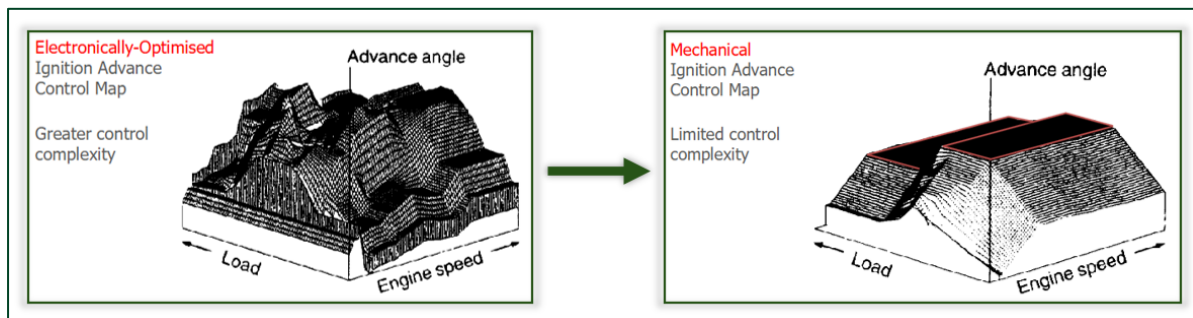 Electronically-Optimised
Ignition Advance
Control Map
Greater control
complexity
Advance angle
Load
Engine speed
Mechanical
Ignition Advance
Control Map
Limited control
complexity
Advance angle
Load
Engine speed